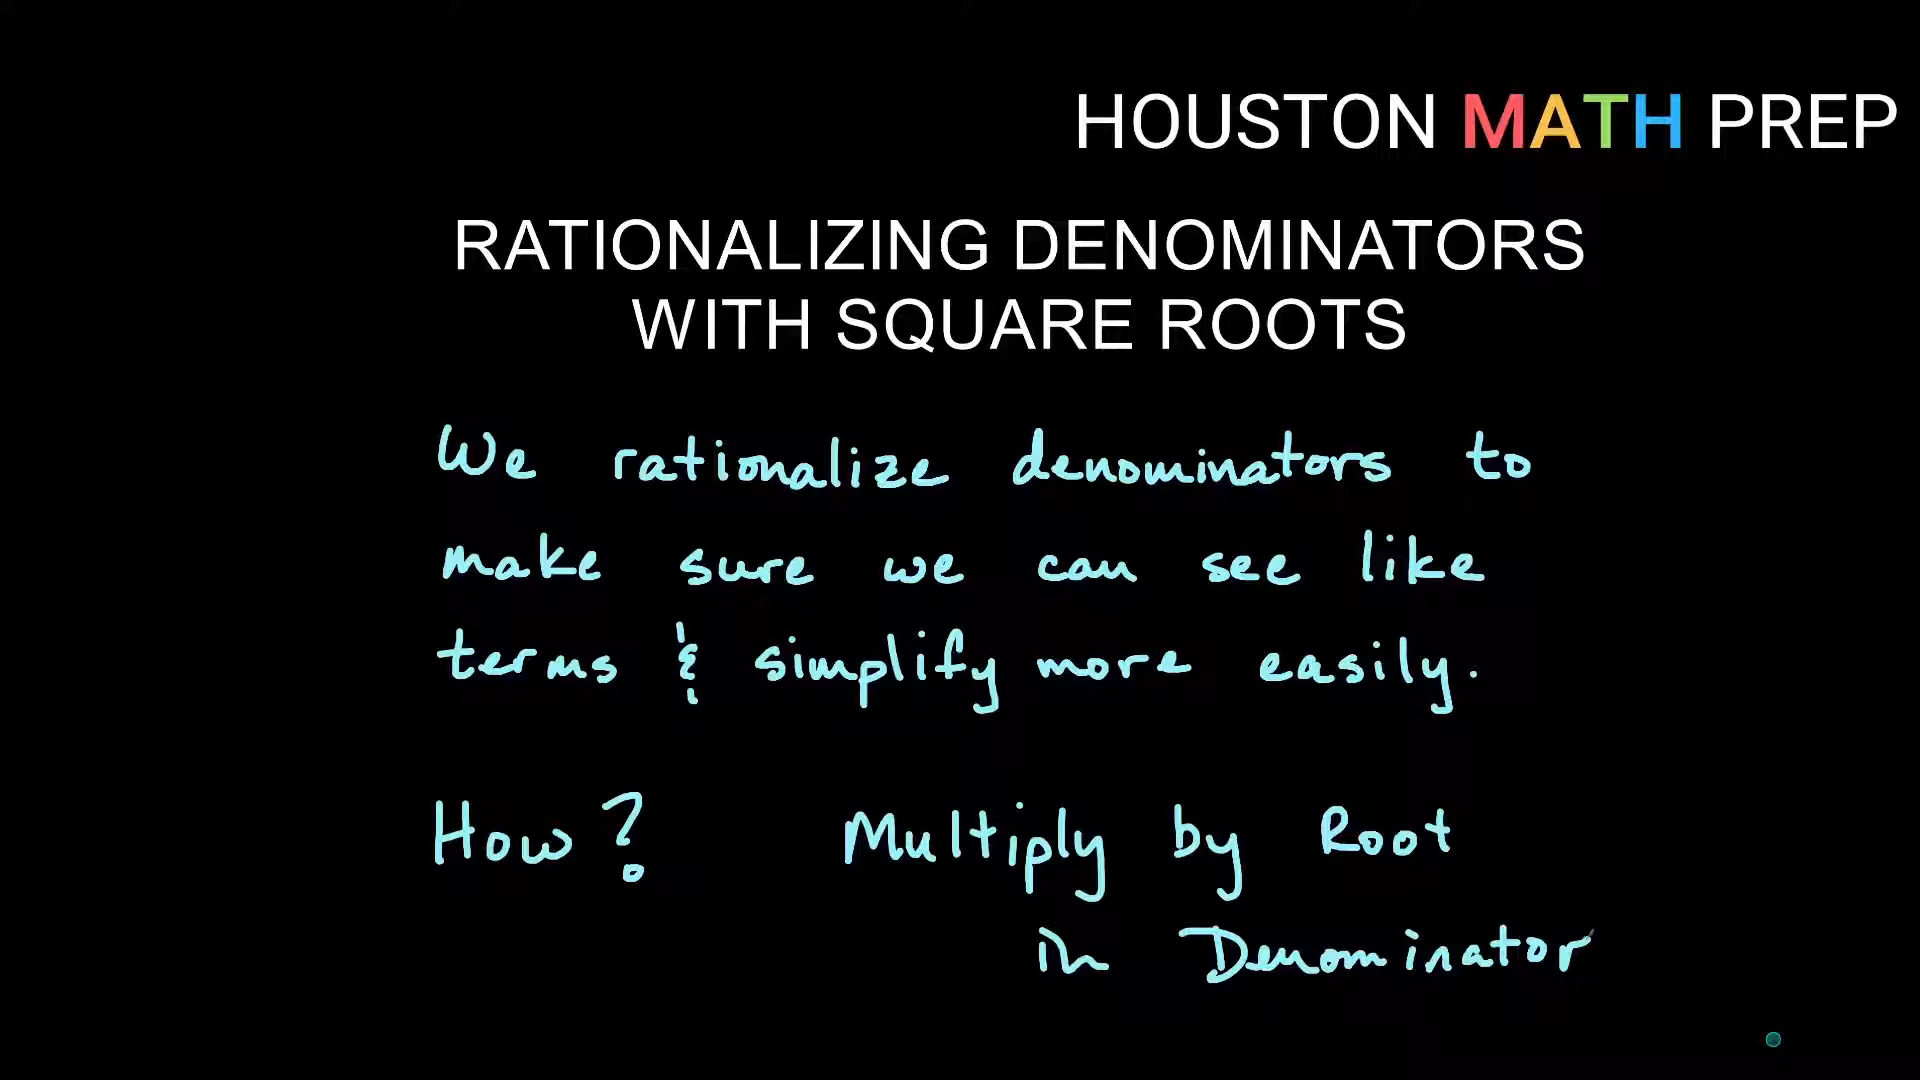 HOUSTON MATH PREP
RATIONALIZING DENOMINATORS
WITH SQUARE ROOTS
We rationalize denominators to
make sure we can see like
terms & simplify more easily.
How? Multiply by Root
in Denominator